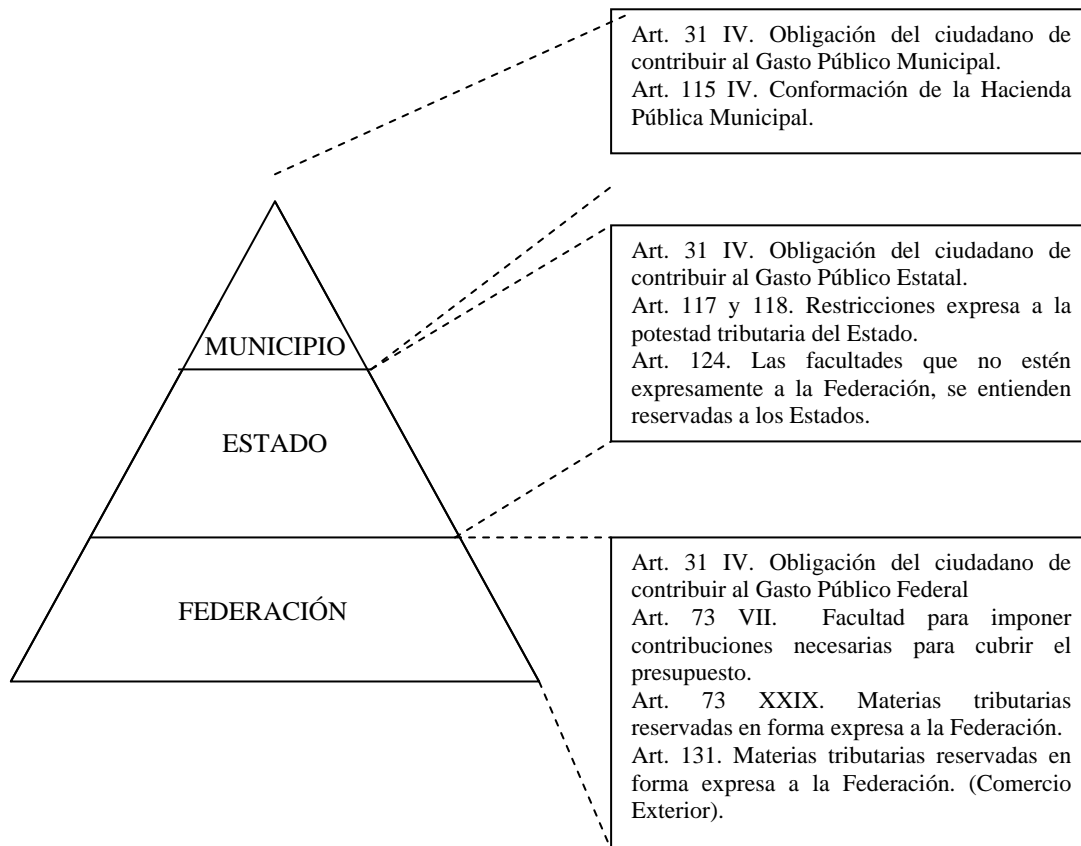 Art. 31 IV. Obligación del ciudadano de
contribuir al Gasto Público Municipal.
Art. 115 IV. Conformación de la Hacienda
Pública Municipal.
MUNICIPIO
Art. 31 IV. Obligación del ciudadano de
contribuir al Gasto Público Estatal.
Art. 117 y 118. Restricciones expresa a la
potestad tributaria del Estado.
Art. 124. Las facultades que no estén
expresamente a la Federación, se entienden
reservadas a los Estados.
ESTADO
Art. 31 IV. Obligación del ciudadano de
contribuir al Gasto Público Federal
Art. 73 VII. Facultad para imponer
contribuciones necesarias para cubrir el
presupuesto.
Art. 73 XXIX. Materias tributarias
reservadas en forma expresa a la Federación.
Art. 131. Materias tributarias reservadas en
forma expresa a la Federación. (Comercio
Exterior).
FEDERACIÓN